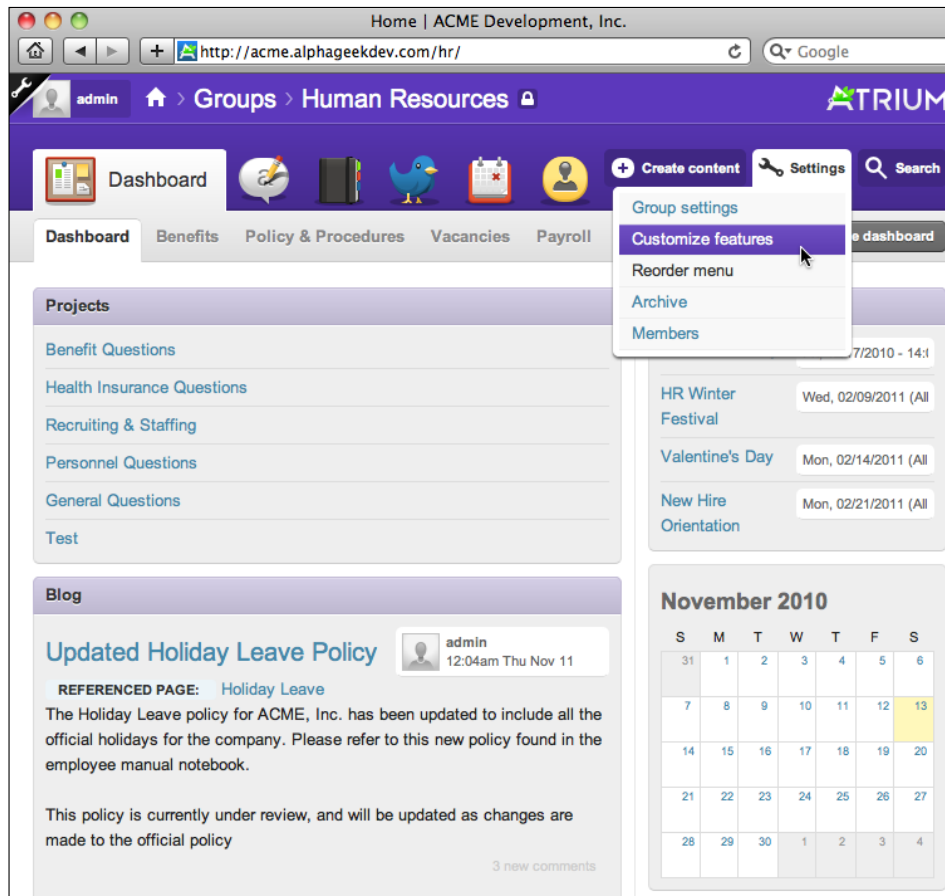 Home | ACME Development, Inc.
http://acme.alphageekdev.com/hr/
Google
admin
Groups › Human Resources
ATRIUM
Dashboard
Create content
Settings
Search
Dashboard
Benefits
Policy & Procedures
Vacancies
Payroll
e dashboard
Group settings
Customize features
Reorder menu
Archive
Members
Projects
Benefit Questions
Health Insurance Questions
Recruiting & Staffing
Personnel Questions
General Questions
Test
7/2010 - 14:(
HR Winter
Festival
Wed, 02/09/2011 (All
Valentine's Day
Mon, 02/14/2011 (All
New Hire
Orientation
Mon, 02/21/2011 (All
Blog
Updated Holiday Leave Policy
admin
12:04am Thu Nov 11
REFERENCED PAGE: Holiday Leave
The Holiday Leave policy for ACME, Inc. has been updated to include all the
official holidays for the company. Please refer to this new policy found in the
employee manual notebook.
This policy is currently under review, and will be updated as changes are
made to the official policy
3 new comments
November 2010
S M T W T F S
31 1 2 3 4 5 6
7 8 9 10 11 12 13
14 15 16 17 18 19 20
21 22 23 24 25 26 27
28 29 30 1 2 3 4